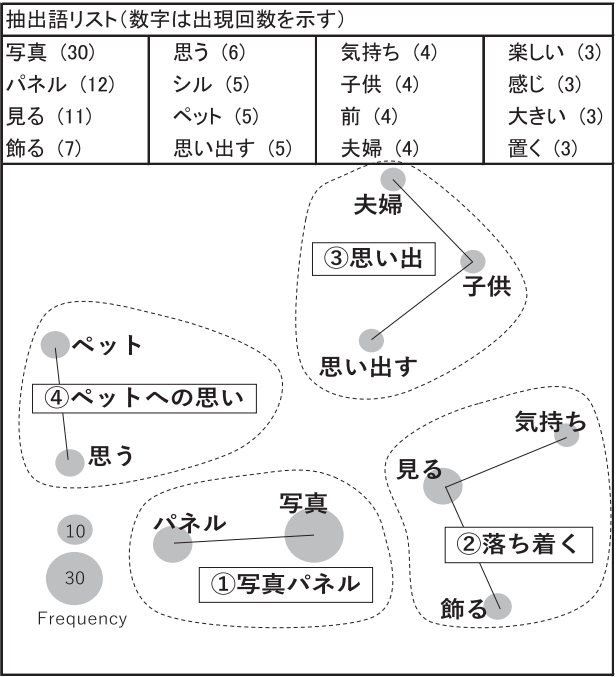 抽出語リスト(数字は出現回数を示す)
写真 (30) 思う (6) 気持ち (4) 楽しい (3)
パネル (12) シル (5) 子供 (4) 感じ (3)
見る (11) ペット (5) 前 (4) 大きい (3)
飾る (7) 思い出す (5) 夫婦 (4) 置く (3)
夫婦
③思い出
子供
思い出す
ペット
④ペットへの思い
思う
気持ち
見る
②落ち着く
飾る
写真
パネル
①写真パネル
10
30
Frequency